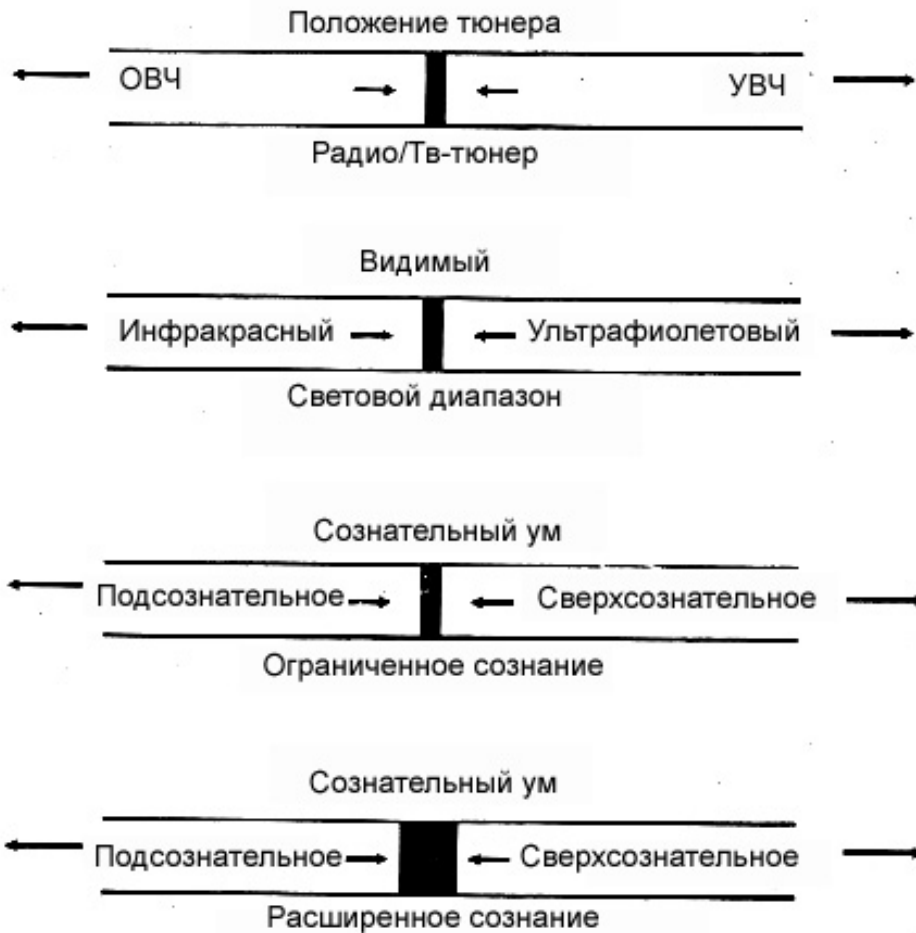 Положение тюнера
ОВЧ УВЧ
Радио/Тв-тюнер
Видимый
Инфракрасный Ультрафиолетовый
Световой диапазон
Сознательный ум
Подсознательное Сверхсознательное
Ограниченное сознание
Сознательный ум
Подсознательное Сверхсознательное
Расширенное сознание